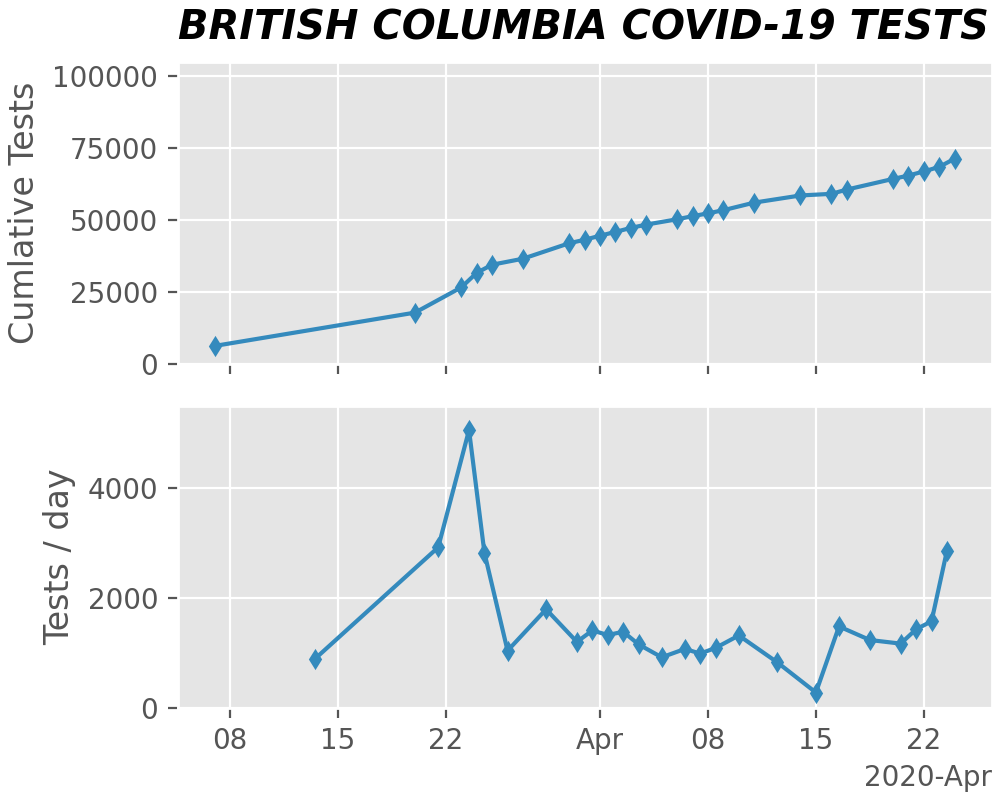 BRITISH COLUMBIA COVID-19 TESTS
Cumlative Tests
100000
75000
50000
25000
0
Tests / day
4000
2000
0
08 15 22 Apr 08 15 22
2020-Apr